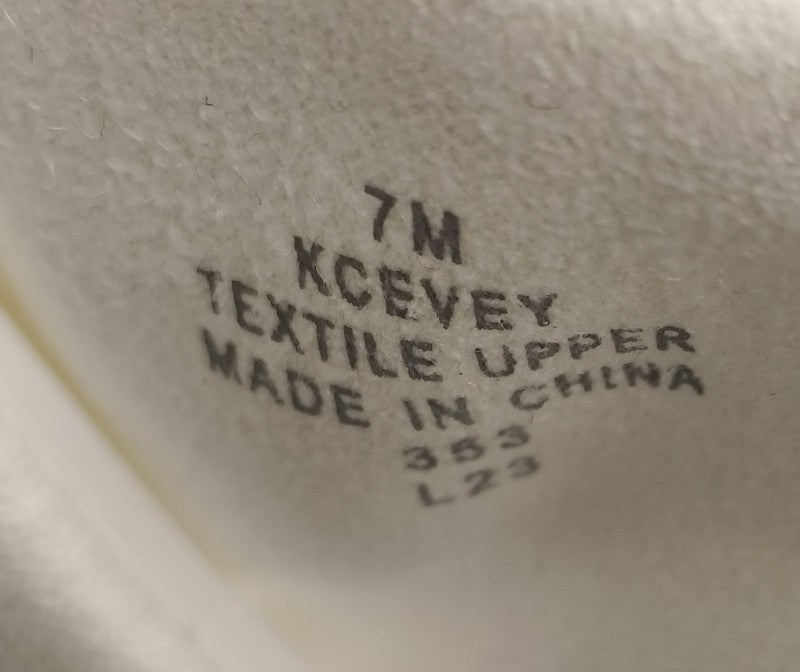 7M
KCEVEY
TEXTILE UPPER
MADE IN CHINA
353
L23